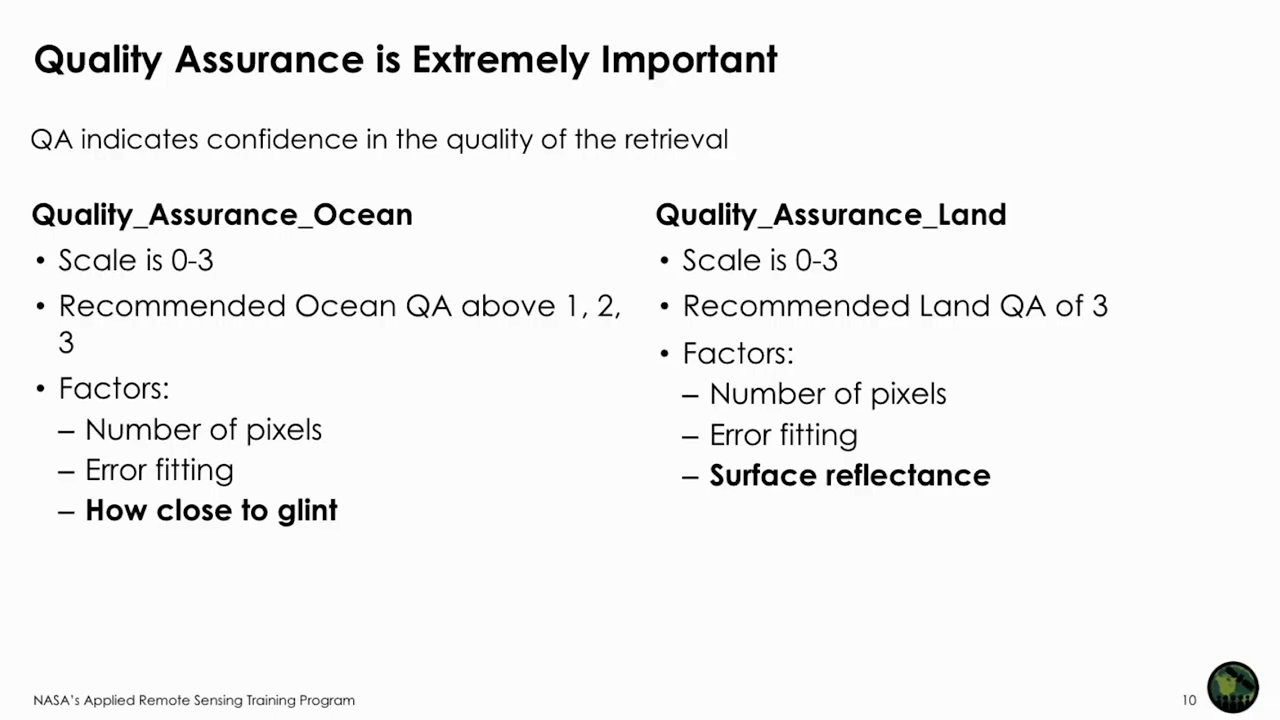 Quality Assurance is Extremely Important
QA indicates confidence in the quality of the retrieval
Quality_Assurance_Ocean
• Scale is 0-3
• Recommended Ocean QA above 1, 2,
3
• Factors:
– Number of pixels
– Error fitting
– How close to glint
Quality_Assurance_Land
• Scale is 0-3
• Recommended Land QA of 3
• Factors:
– Number of pixels
– Error fitting
– Surface reflectance
NASA's Applied Remote Sensing Training Program
10